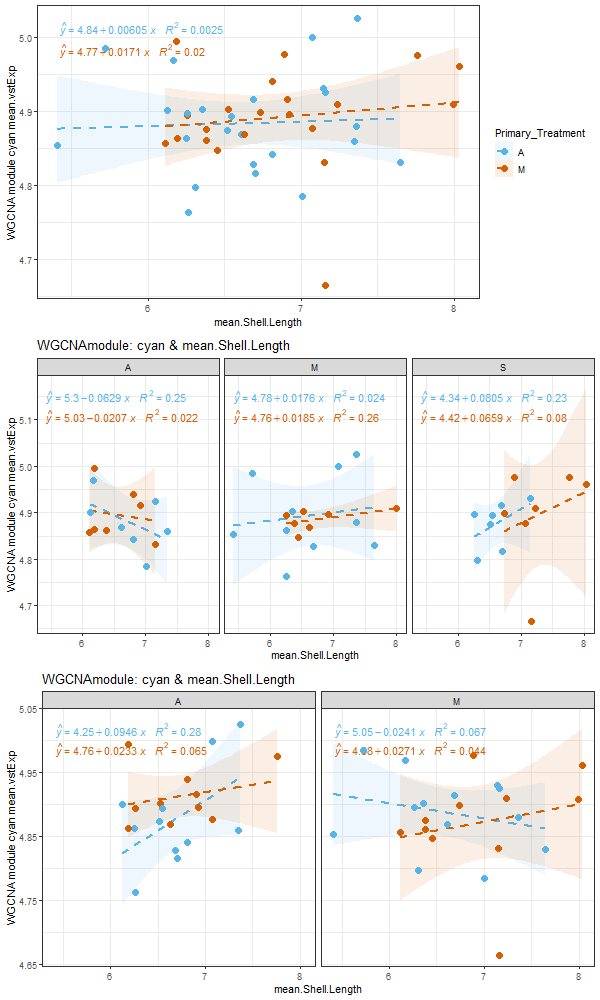 ŷ = 4.84 + 0.00605 x R² = 0.0025
ŷ = 4.77 + 0.0171 x R² = 0.02
5.0
4.9
4.8
4.7
WGCNA module cyan mean.vstExp
6 7 8
mean.Shell.Length
Primary_Treatment
A
M
WGCNAmodule: cyan & mean.Shell.Length
A M S
ŷ = 5.3 − 0.0629 x R² = 0.25
ŷ = 5.03 − 0.0207 x R² = 0.022
ŷ = 4.78 + 0.0176 x R² = 0.024
ŷ = 4.76 + 0.0185 x R² = 0.26
ŷ = 4.34 + 0.0805 x R² = 0.23
ŷ = 4.42 + 0.0659 x R² = 0.08
5.1
5.0
4.9
4.8
4.7
WGCNA module cyan mean.vstExp
6 7 8 6 7 8 6 7 8
mean.Shell.Length
WGCNAmodule: cyan & mean.Shell.Length
A M
ŷ = 4.25 + 0.0946 x R² = 0.28
ŷ = 4.76 + 0.0233 x R² = 0.065
ŷ = 5.05 − 0.0241 x R² = 0.067
+ 0.0271 x R² = 0.044
5.05
4.95
4.85
4.75
4.65
WGCNA module cyan mean.vstExp
6 7 8 6 7 8
mean.Shell.Length